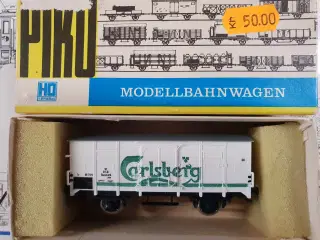 PIKO
50.00
HO
MODELLBAHNWAGEN
Carlsberg